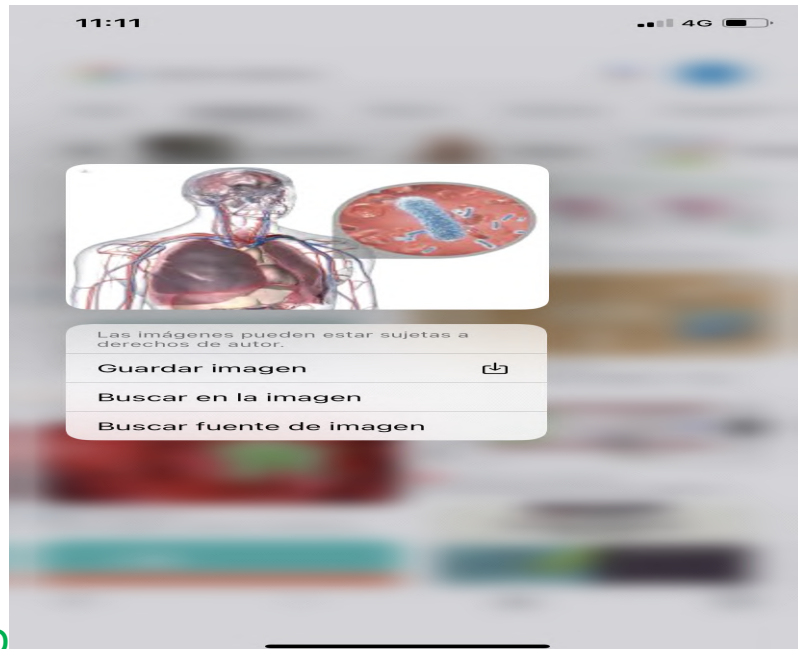 11:11
4G
Las imágenes pueden estar sujetas a
derechos de autor.
Guardar imagen
Buscar en la imagen
Buscar fuente de imagen